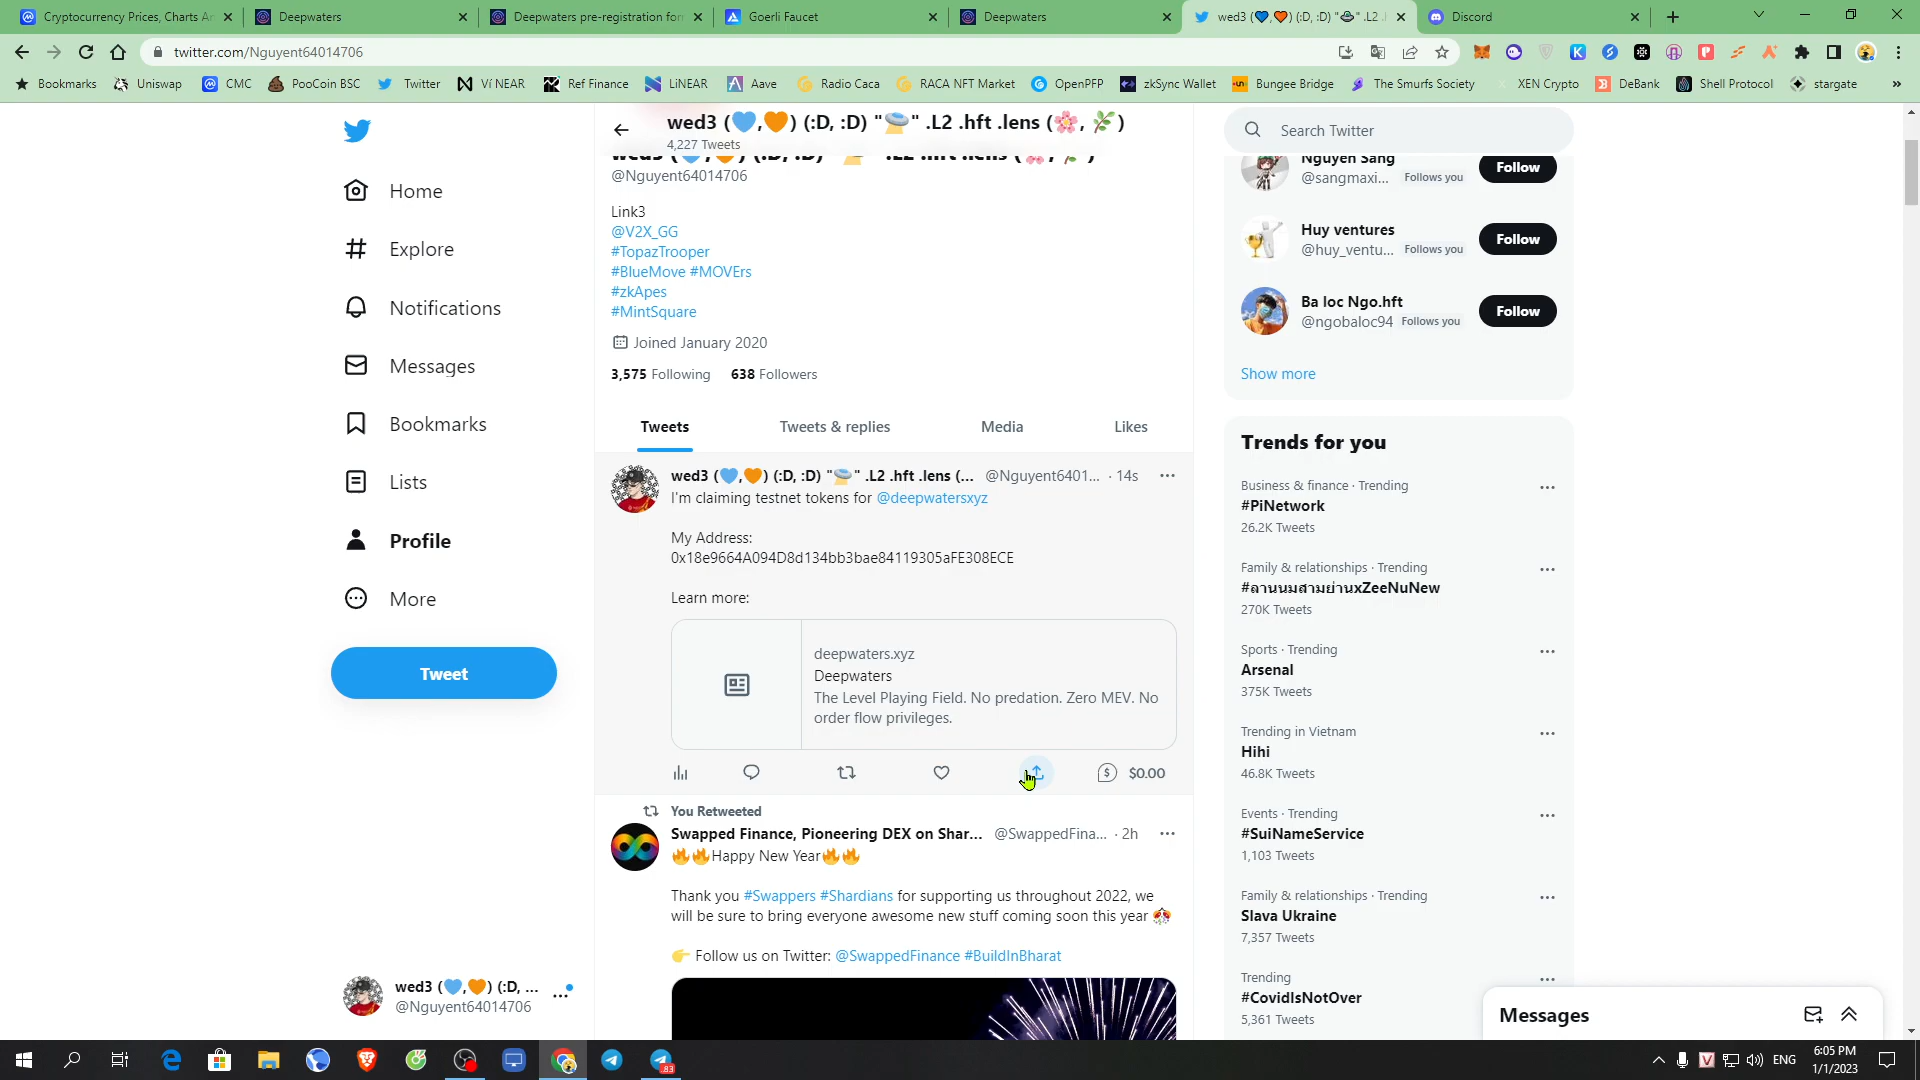 Cryptocurrency Prices, Charts A
Deepwaters
Deepwaters pre-registration for
Goerli Faucet
Deepwaters
wed3 (💙,🧡) (:D, :D) "🛸" .L2 .l
Discord
twitter.com/Nguyent64014706
Bookmarks
Uniswap
CMC
PooCoin BSC
Twitter
Ví NEAR
Ref Finance
LiNEAR
Aave
Radio Caca
RACA NFT Market
OpenPFP
zkSync Wallet
Bungee Bridge
The Smurfs Society
XEN Crypto
DeBank
Shell Protocol
stargate
»
Home
Explore
Notifications
Messages
Bookmarks
Lists
Profile
More
Tweet
wed3 (💙,🧡) (:D, ...
@Nguyent64014706
wed3 (💙,🧡) (:D, :D) "🛸" .L2 .hft .lens (🌸, 🌿)
4,227 Tweets
wed3 (💙,🧡) (:D, :D) "🛸" .L2 .hft .lens (🌸, 🌿)
@Nguyent64014706
Link3
@V2X_GG
#TopazTrooper
#BlueMove #MOVErs
#zkApes
#MintSquare
Joined January 2020
3,575 Following 638 Followers
Tweets
Tweets & replies
Media
Likes
wed3 (💙,🧡) (:D, :D) "🛸" .L2 .hft .lens (... @Nguyent6401... · 14s
I'm claiming testnet tokens for @deepwatersxyz
My Address:
0x18e9664A094D8d134bb3bae84119305aFE308ECE
Learn more:
deepwaters.xyz
Deepwaters
The Level Playing Field. No predation. Zero MEV. No
order flow privileges.
$0.00
You Retweeted
Swapped Finance, Pioneering DEX on Shar... @SwappedFina... · 2h
🔥🔥Happy New Year🔥🔥
Thank you #Swappers #Shardians for supporting us throughout 2022, we
will be sure to bring everyone awesome new stuff coming soon this year 🎊
👉 Follow us on Twitter: @SwappedFinance #BuildInBharat
Search Twitter
Nguyen Sang
@sangmaxi... Follows you
Follow
Huy ventures
@huy_ventu... Follows you
Follow
Ba loc Ngo.hft
@ngobaloc94 Follows you
Follow
Show more
Trends for you
Business & finance · Trending
#PiNetwork
26.2K Tweets
Family & relationships · Trending
#ลานนมสามย่านxZeeNuNew
270K Tweets
Sports · Trending
Arsenal
375K Tweets
Trending in Vietnam
Hihi
46.8K Tweets
Events · Trending
#SuiNameService
1,103 Tweets
Family & relationships · Trending
Slava Ukraine
7,357 Tweets
Trending
#CovidIsNotOver
5,361 Tweets
Messages
83
ENG
6:05 PM
1/1/2023